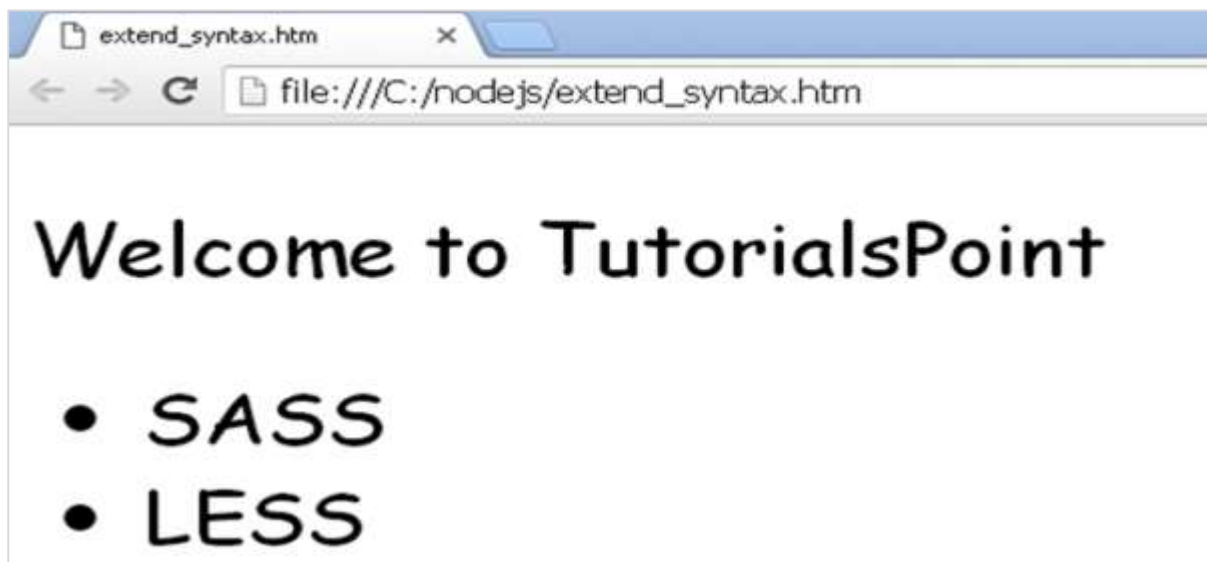 extend_syntax.htm
file:///C:/nodejs/extend_syntax.htm
Welcome to TutorialsPoint
• SASS
• LESS